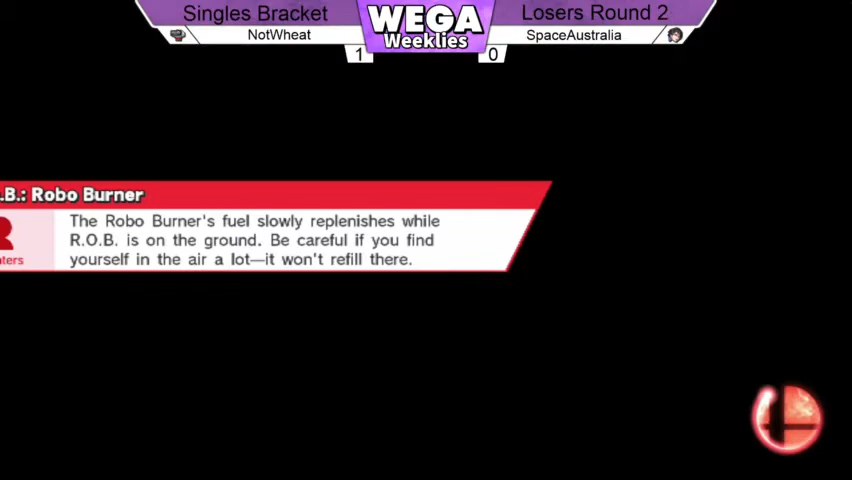 Singles Bracket
WEGA
Weeklies
Losers Round 2
NotWheat
SpaceAustralia
1
0
.B.: Robo Burner
The Robo Burner's fuel slowly replenishes while
R.O.B. is on the ground. Be careful if you find
yourself in the air a lot—it won't refill there.
ters